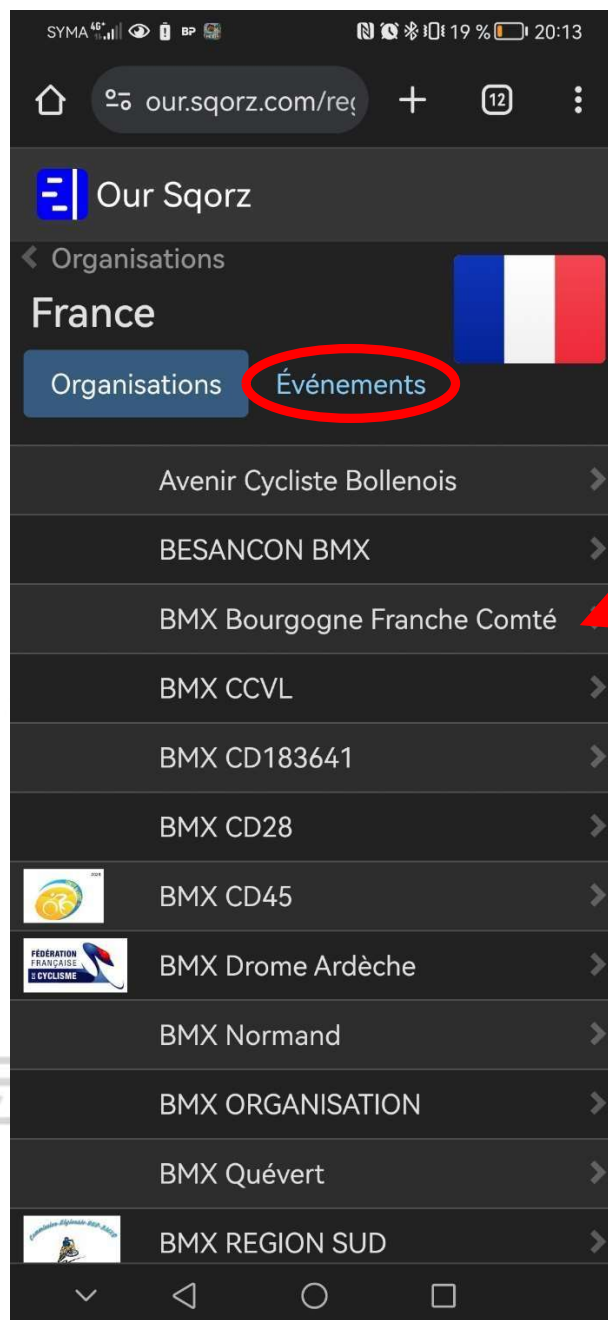 SYMA 4G+ BP 19 % 20:13
our.sqorz.com/reg 12
Our Sqorz
Organisations
France
Organisations Événements
Avenir Cycliste Bollenois
BESANCON BMX
BMX Bourgogne Franche Comté
BMX CCVL
BMX CD183641
BMX CD28
BMX CD45
FÉDÉRATION
FRANÇAISE
DE CYCLISME
BMX Drome Ardèche
BMX Normand
BMX ORGANISATION
BMX Quévert
BMX REGION SUD